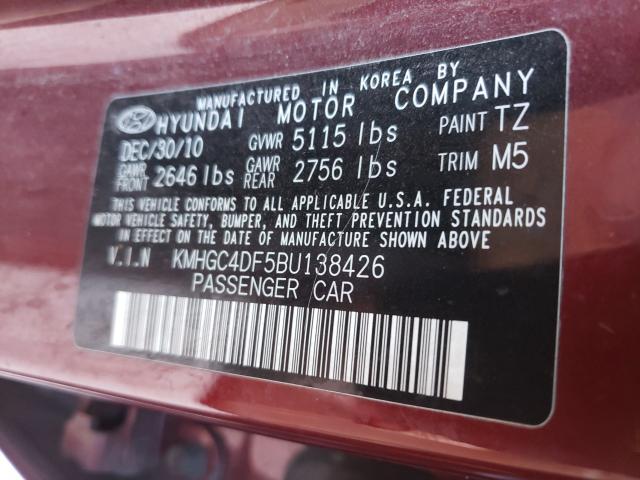 MANUFACTURED IN KOREA BY
HYUNDAI MOTOR COMPANY
DEC/30/10 GVWR 5115 lbs PAINT TZ
GAWR FRONT 2646 lbs GAWR REAR 2756 lbs TRIM M5
THIS VEHICLE CONFORMS TO ALL APPLICABLE U.S.A. FEDERAL
MOTOR VEHICLE SAFETY, BUMPER, AND THEFT PREVENTION STANDARDS
IN EFFECT ON THE DATE OF MANUFACTURE SHOWN ABOVE
V.I.N KMHGC4DF5BU138426
PASSENGER CAR